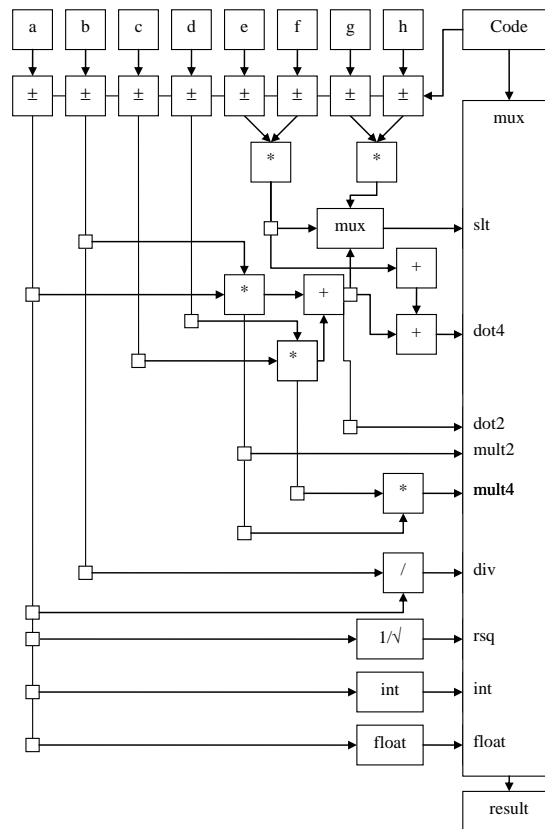 a b c d e f g h Code
± ± ± ± ± ± ± ±
mux
* *
mux slt
+
* +
+ dot4
*
dot2
mult2
* mult4
/ div
1/√ rsq
int int
float float
result